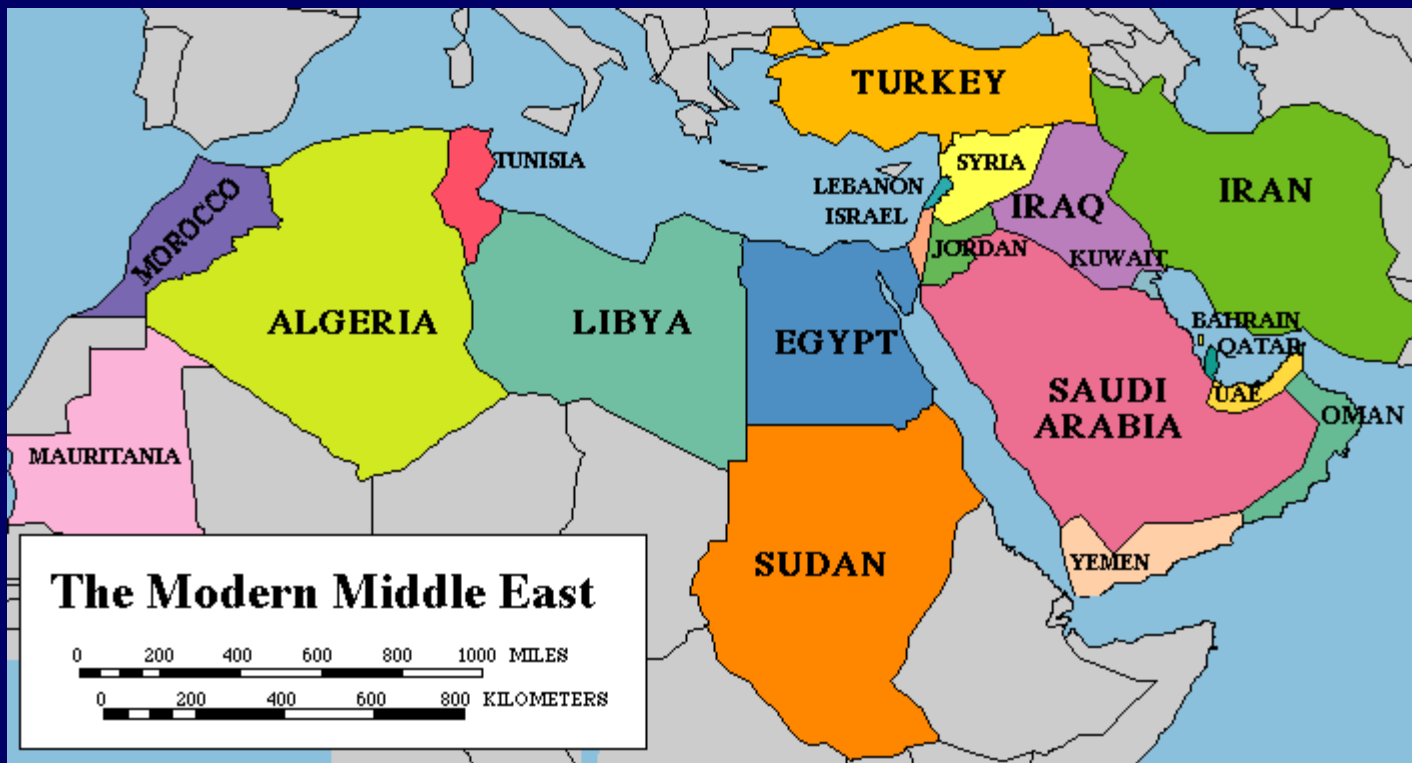 TURKEY
TUNISIA
SYRIA
MOROCCO
LEBANON
IRAN
ISRAEL
IRAQ
JORDAN
KUWAIT
ALGERIA
LIBYA
EGYPT
BAHRAIN
QATAR
SAUDI
ARABIA
UAE
OMAN
MAURITANIA
SUDAN
YEMEN
The Modern Middle East
0 200 400 600 800 1000 MILES
0 200 400 600 800 KILOMETERS